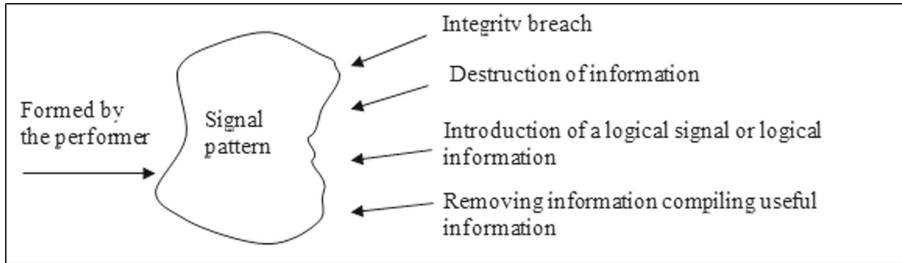 Integrity breach
Destruction of information
Formed by
the performer
Signal
pattern
Introduction of a logical signal or logical
information
Removing information compiling useful
information